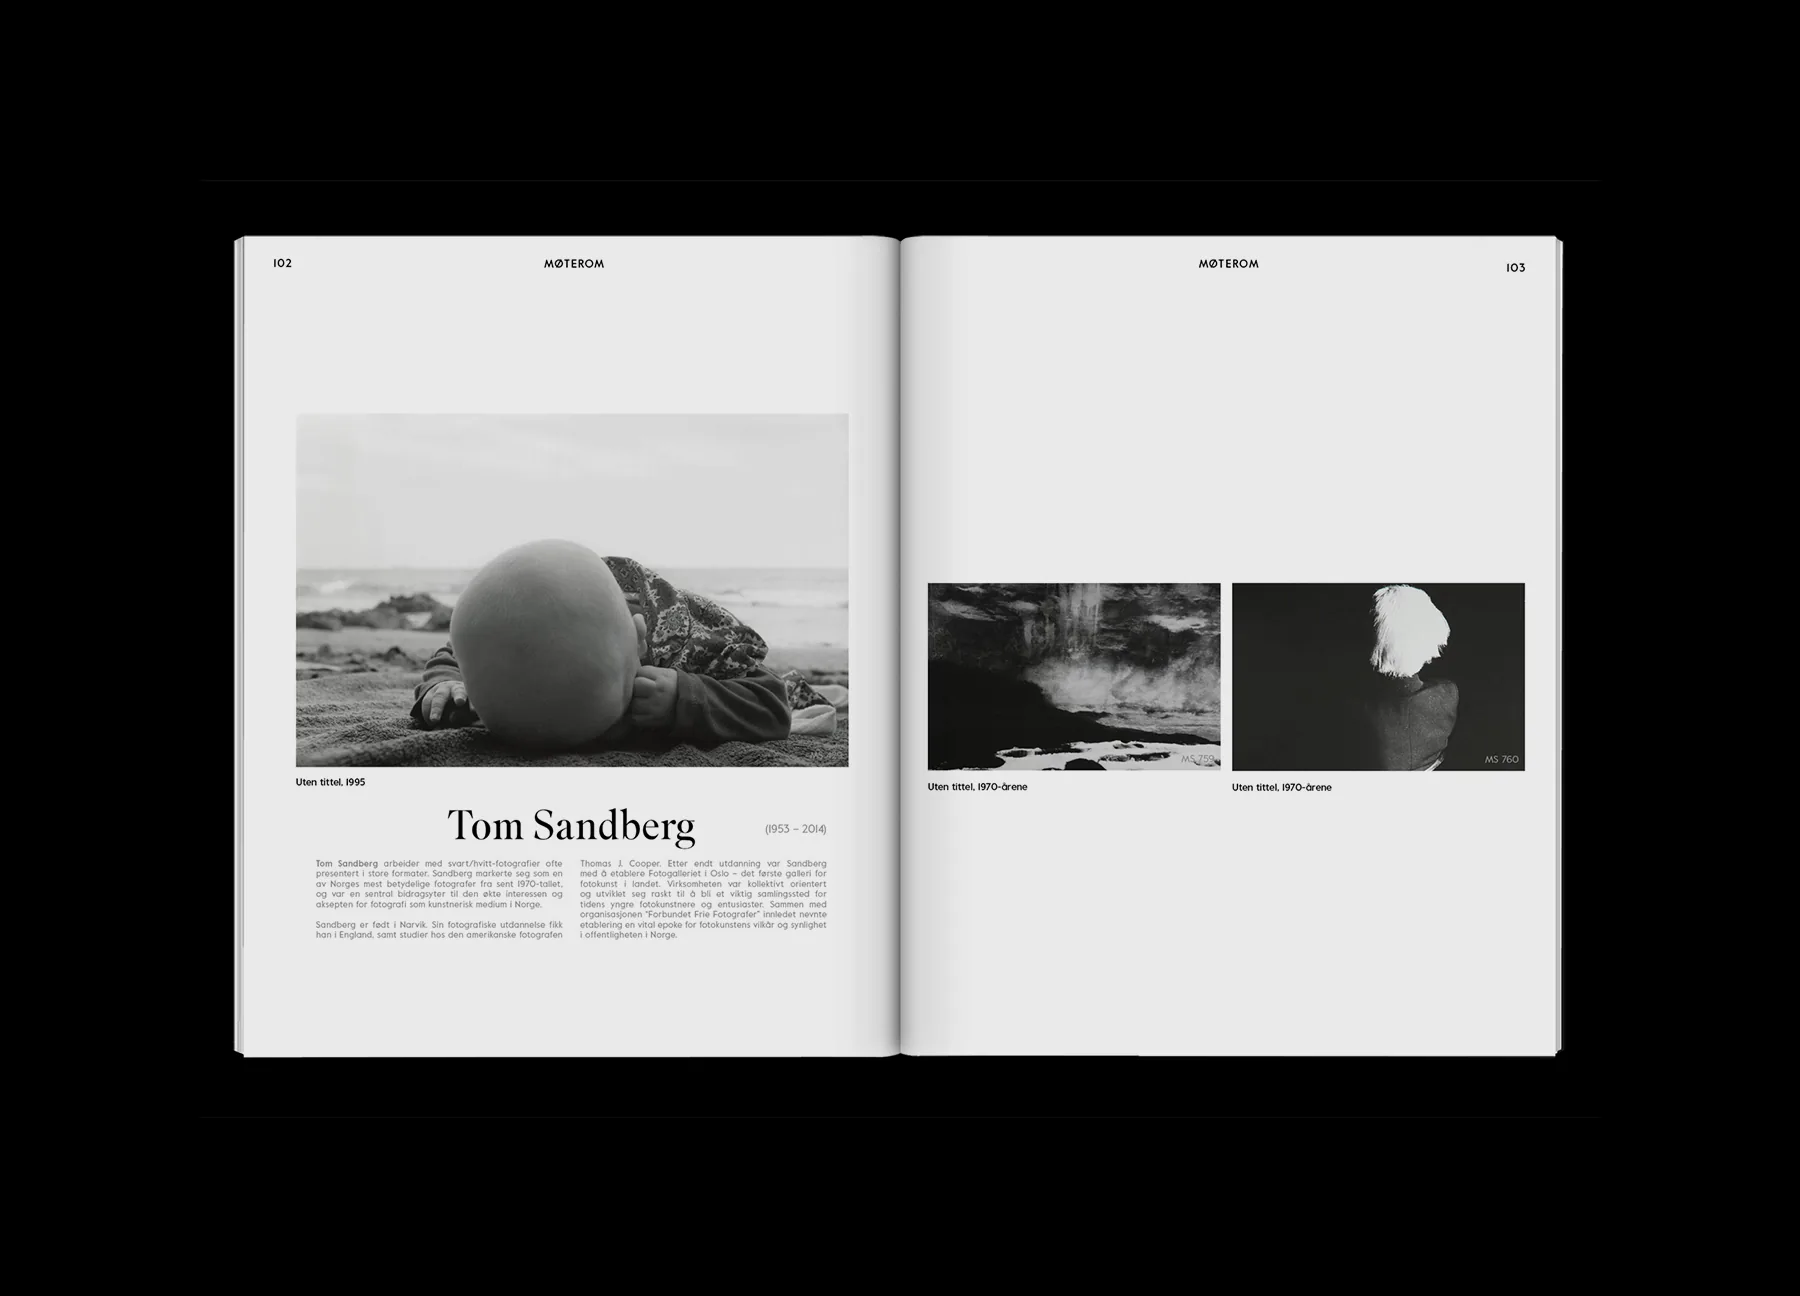 102
MØTEROM
Uten tittel, 1995
Tom Sandberg
(1953 – 2014)
Tom Sandberg arbeider med svart/hvitt-fotografier ofte
presentert i store formater. Sandberg markerte seg som en
av Norges mest betydelige fotografer fra sent 1970-tallet,
og var en sentral bidragsyter til den økte interessen og
aksepten for fotografi som kunstnerisk medium i Norge.
Sandberg er født i Narvik. Sin fotografiske utdannelse fikk
han i England, samt studier hos den amerikanske fotografen
Thomas J. Cooper. Etter endt utdanning var Sandberg
med å etablere Fotogalleriet i Oslo – det første galleri for
fotokunst i landet. Virksomheten var kollektivt orientert
og utviklet seg raskt til å bli et viktig samlingssted for
tidens yngre fotokunstnere og entusiaster. Sammen med
organisasjonen "Forbundet Frie Fotografer" innledet nevnte
etablering en vital epoke for fotokunstens vilkår og synlighet
i offentligheten i Norge.
MØTEROM
103
MS 759
Uten tittel, 1970-årene
MS 760
Uten tittel, 1970-årene